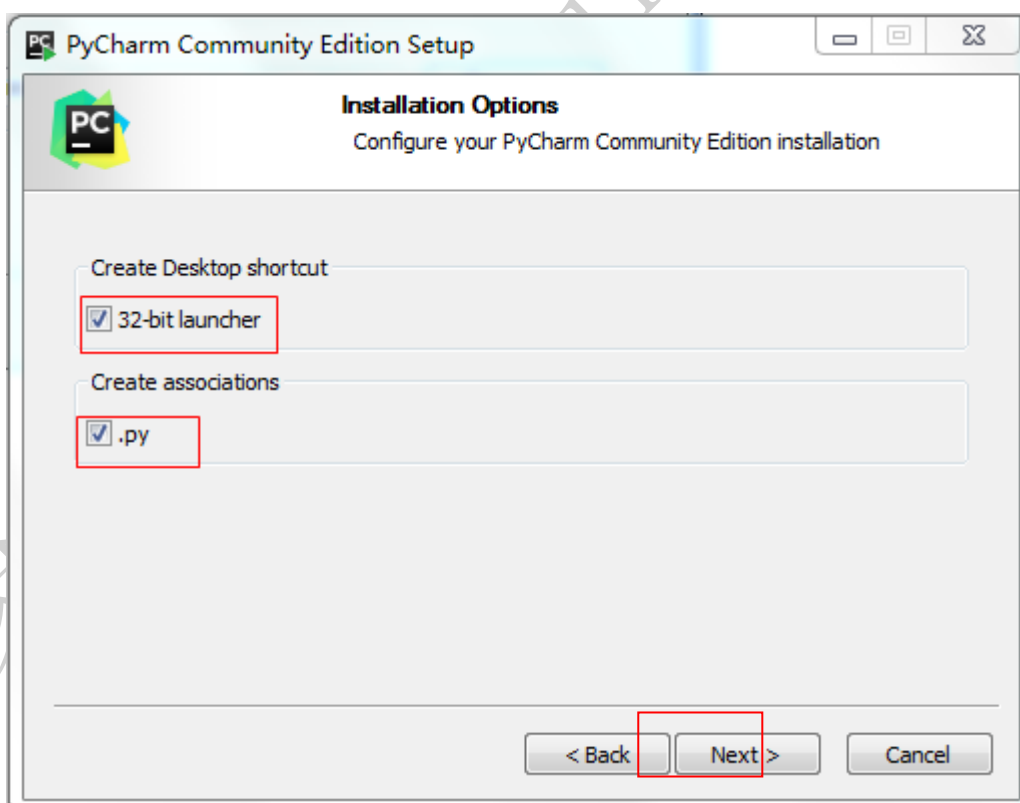 PC PyCharm Community Edition Setup
PC
Installation Options
Configure your PyCharm Community Edition installation
Create Desktop shortcut
32-bit launcher
Create associations
.py
< Back Next > Cancel